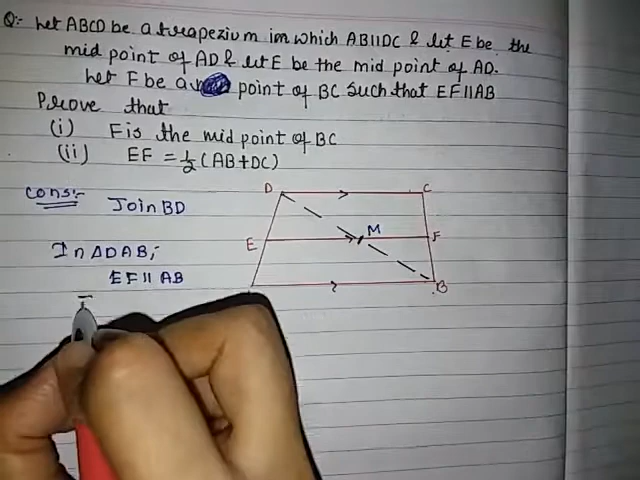 Q:- Let ABCD be a trapezium in which AB||DC & let E be the
mid point of AD & let E be the mid point of AD.
Let F be a point of BC Such that EF||AB
Prove that
(i) F is the mid point of BC
(ii) EF = 1/2 (AB+DC)
Cons:- Join BD
In ΔDAB,-
EF || AB
D
C
E
M
F
B